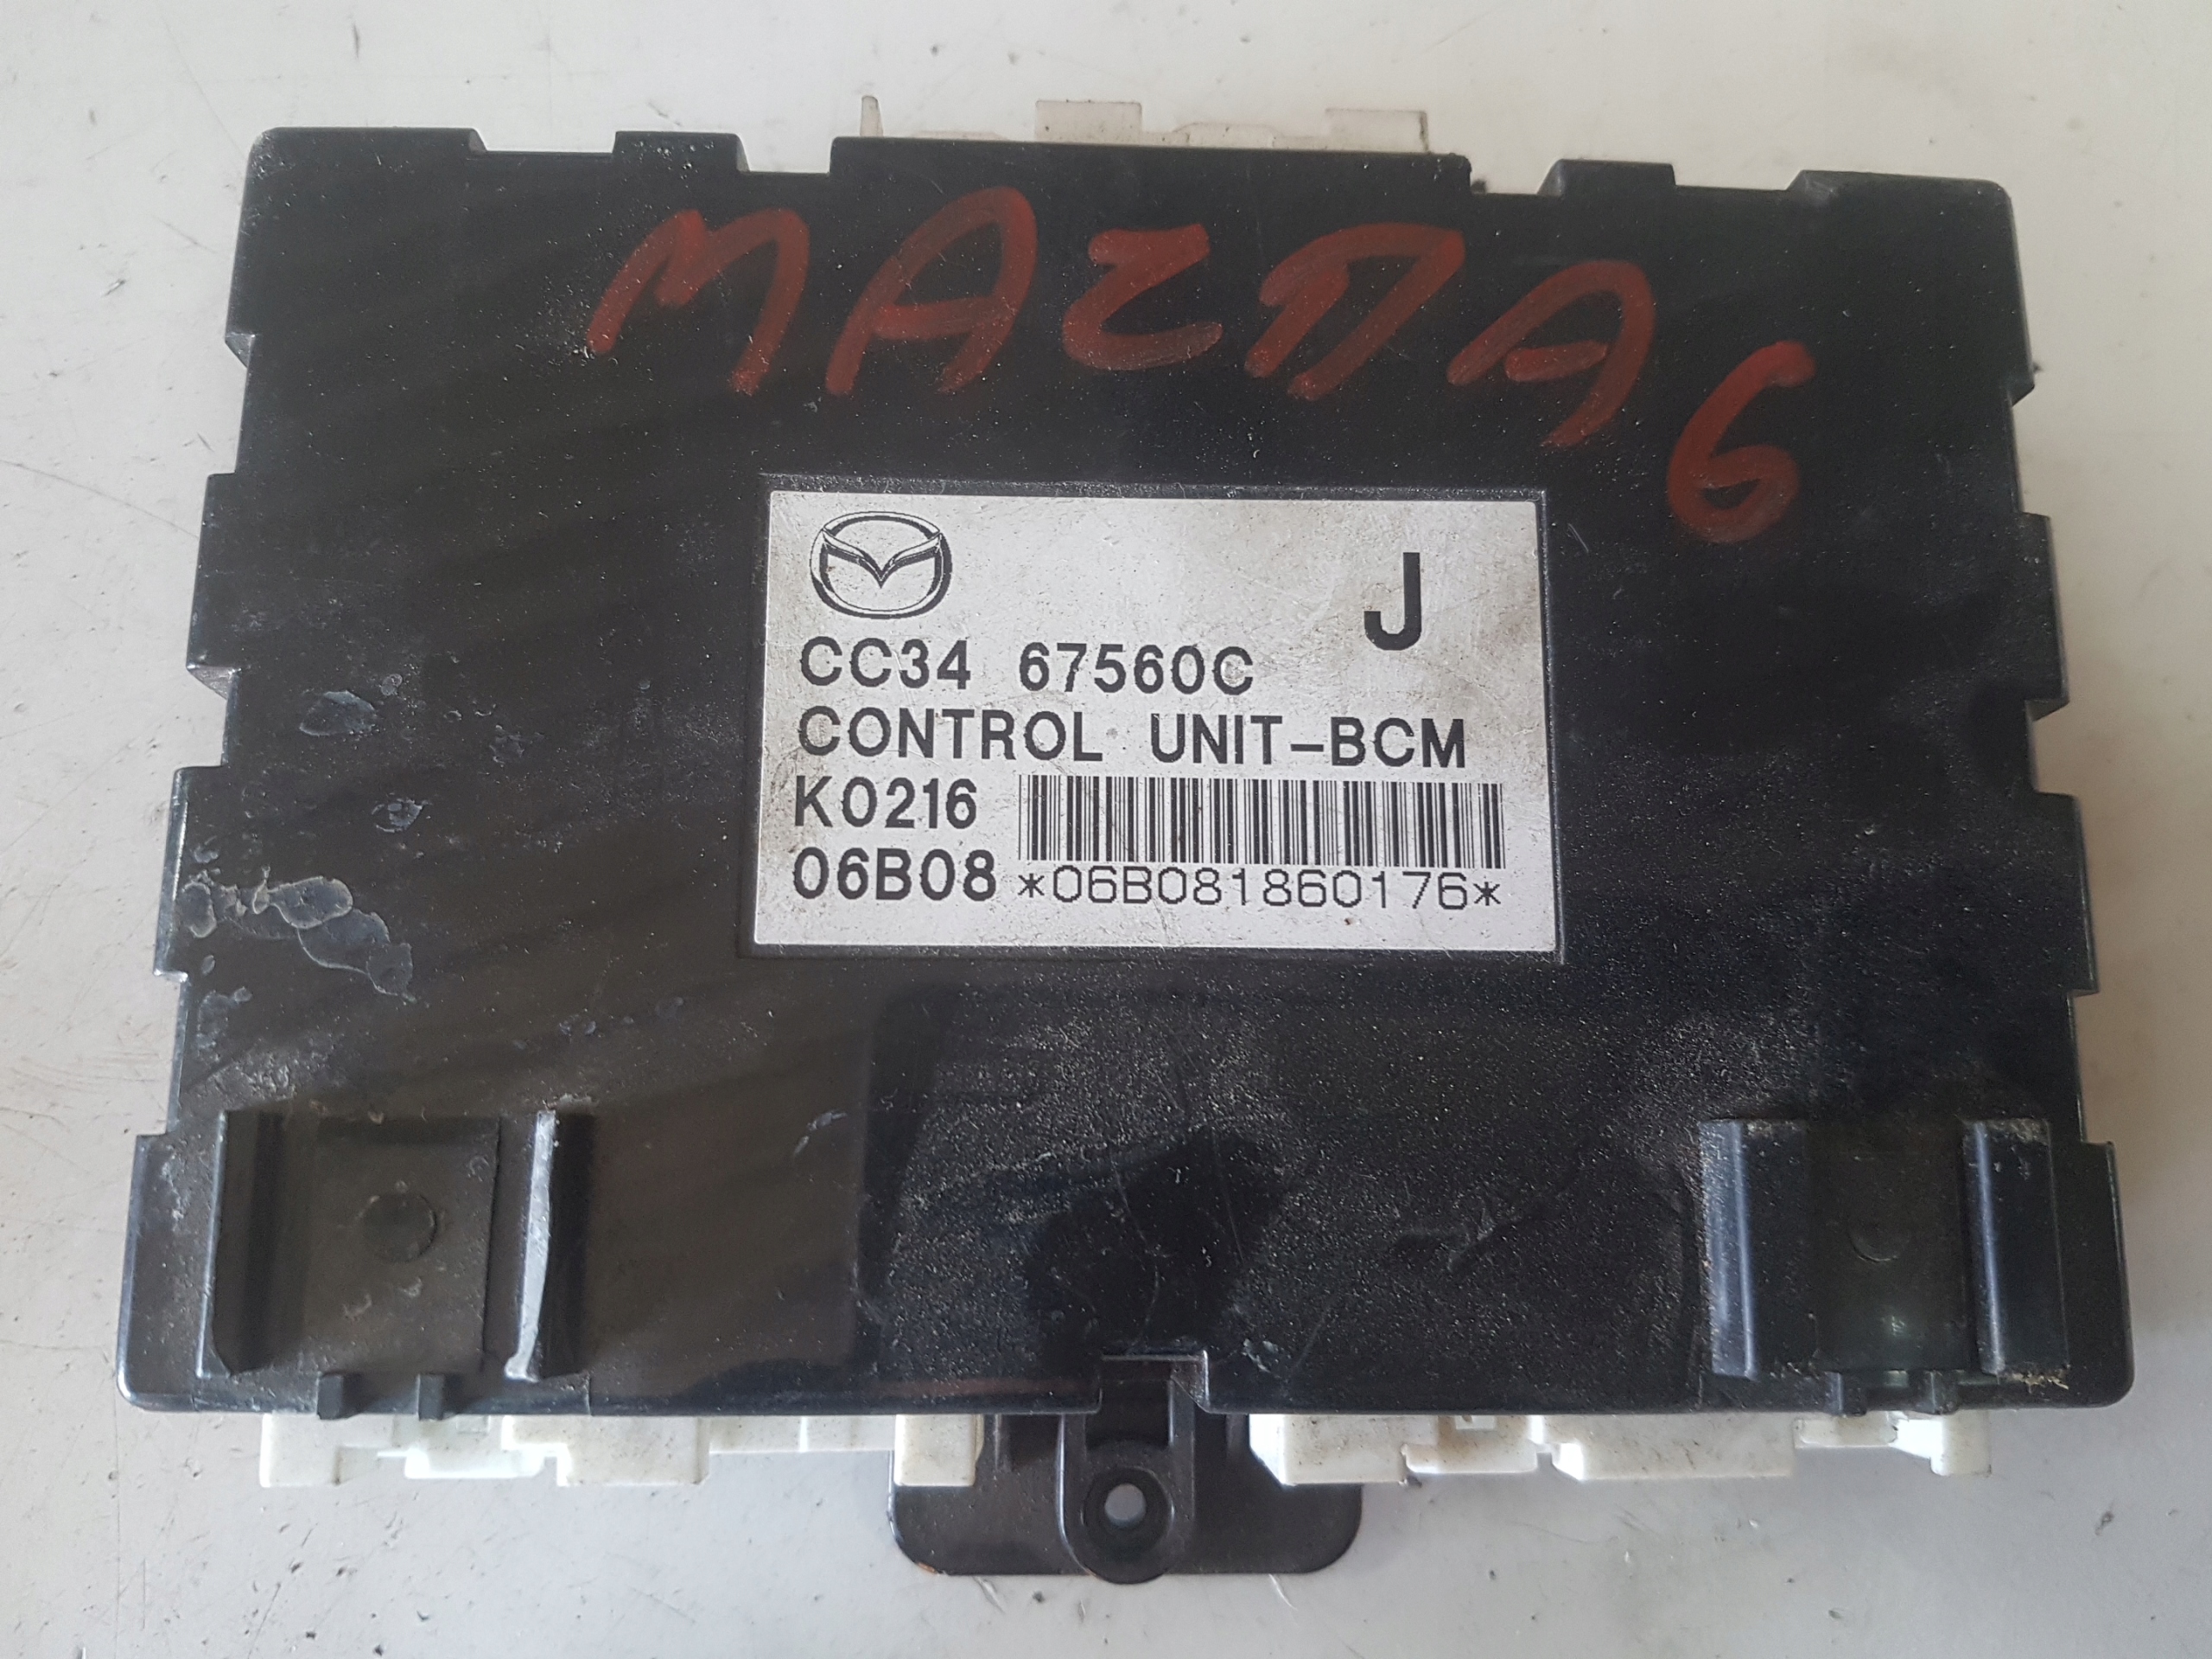 MAZDA 6
J
CC34 67560C
CONTROL UNIT-BCM
K0216
06B08 *06B081860176*